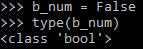 >>> b_num = False
>>> type(b_num)
<class 'bool'>